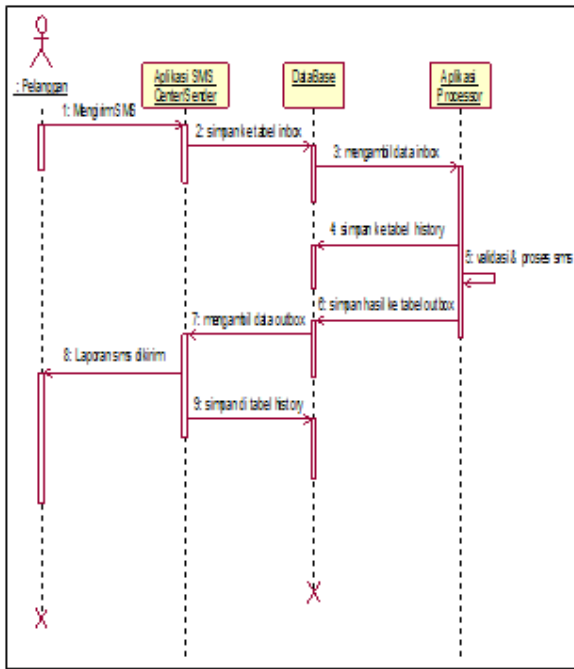 : Pelanggan
Aplikasi SMS
Center/Sender
DataBase
Aplikasi
Processor
1: Mengirim SMS
2: simpan ke tabel inbox
3: mengambil data inbox
4: simpan ke tabel history
5: validasi & proses sms
6: simpan hasil ke tabel outbox
7: mengambil data outbox
8: Laporan sms dikirim
9: simpan di tabel history